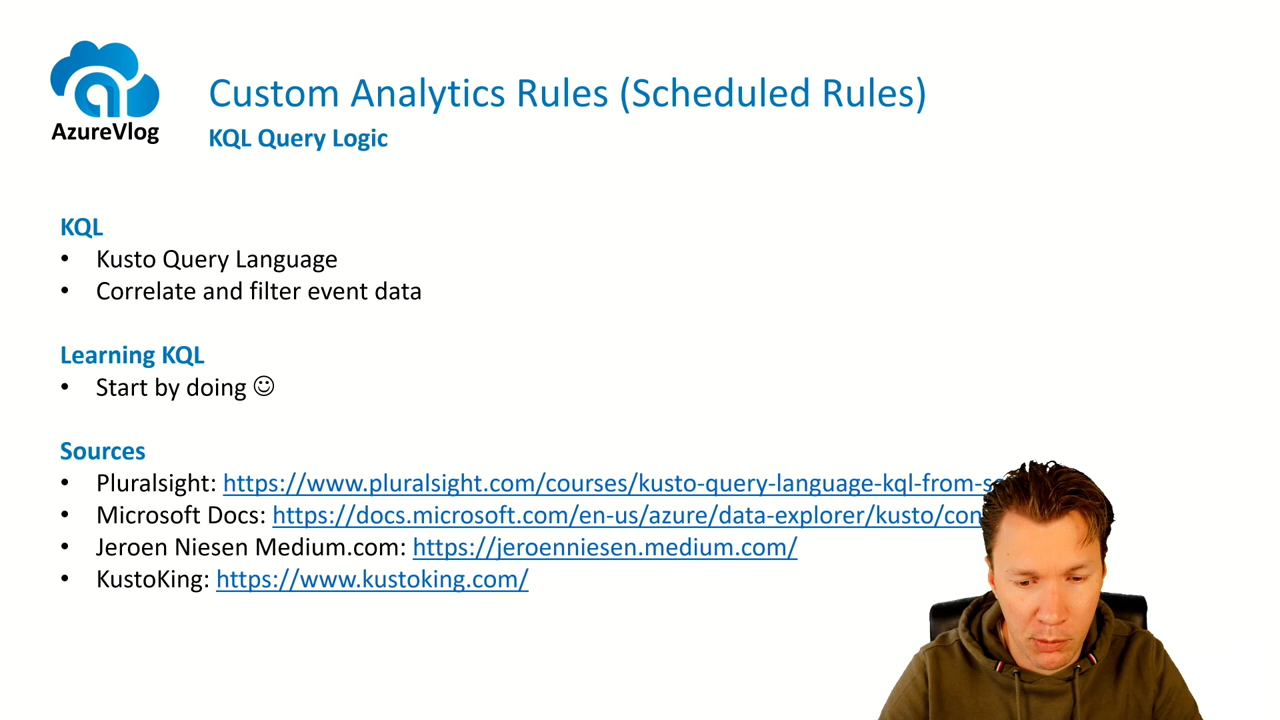 AzureVlog
Custom Analytics Rules (Scheduled Rules)
KQL Query Logic
KQL
• Kusto Query Language
• Correlate and filter event data
Learning KQL
• Start by doing ☺
Sources
• Pluralsight: https://www.pluralsight.com/courses/kusto-query-language-kql-from-s
• Microsoft Docs: https://docs.microsoft.com/en-us/azure/data-explorer/kusto/con
• Jeroen Niesen Medium.com: https://jeroenniesen.medium.com/
• KustoKing: https://www.kustoking.com/